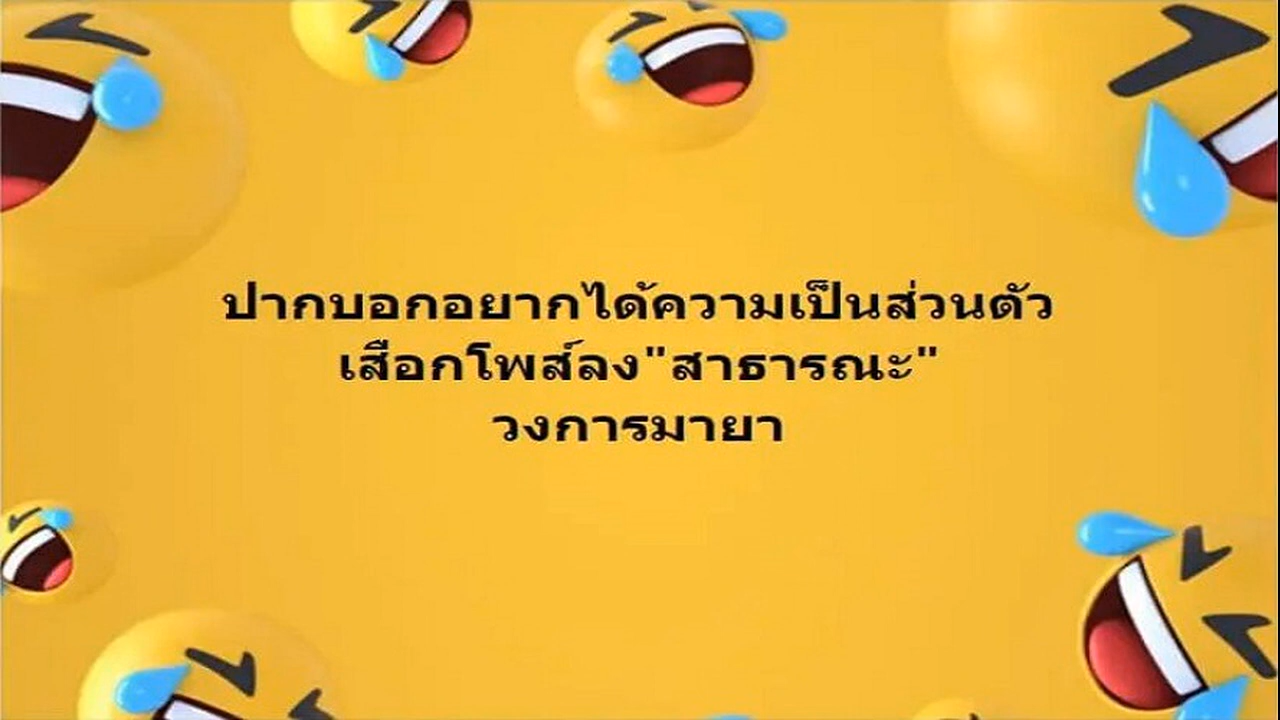 ปากบอกอยากได้ความเป็นส่วนตัว
เสือกโพส์ลง"สาธารณะ"
วงการมายา